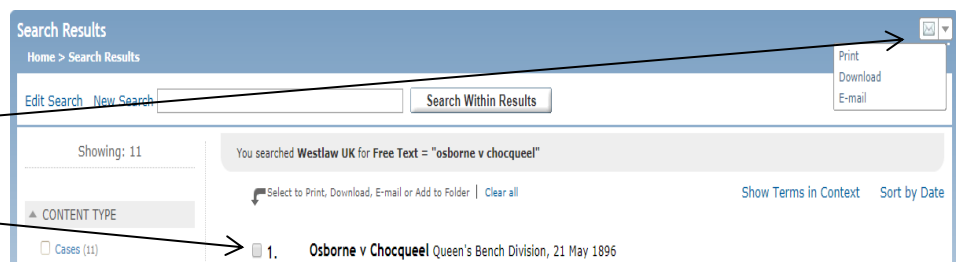 Search Results
Home > Search Results
Print
Download
E-mail
Edit Search New Search Search Within Results
Showing: 11
You searched Westlaw UK for Free Text = "osborne v chocqueel"
Select to Print, Download, E-mail or Add to Folder | Clear all
Show Terms in Context Sort by Date
CONTENT TYPE
Cases (11)
1. Osborne v Chocqueel Queen's Bench Division, 21 May 1896